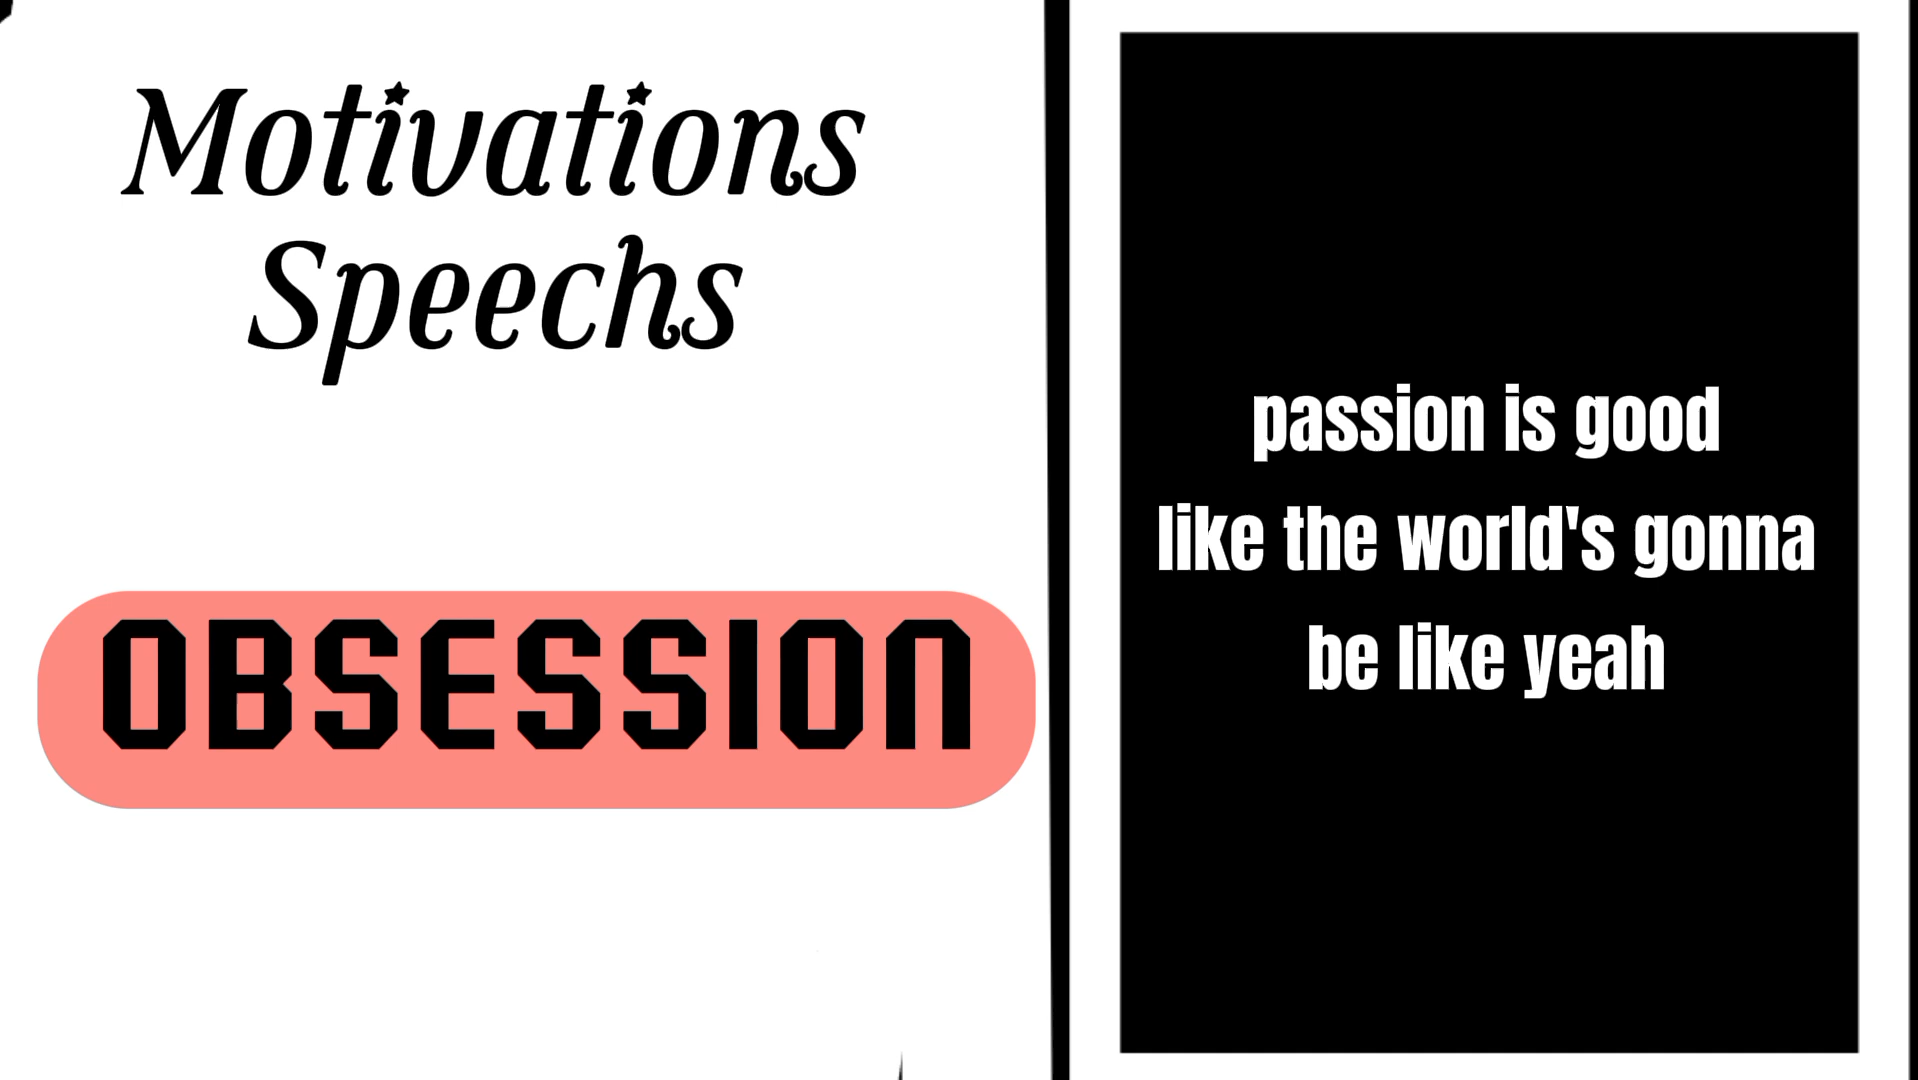 Motivations
Speechs
OBSESSION
passion is good
like the world's gonna
be like yeah